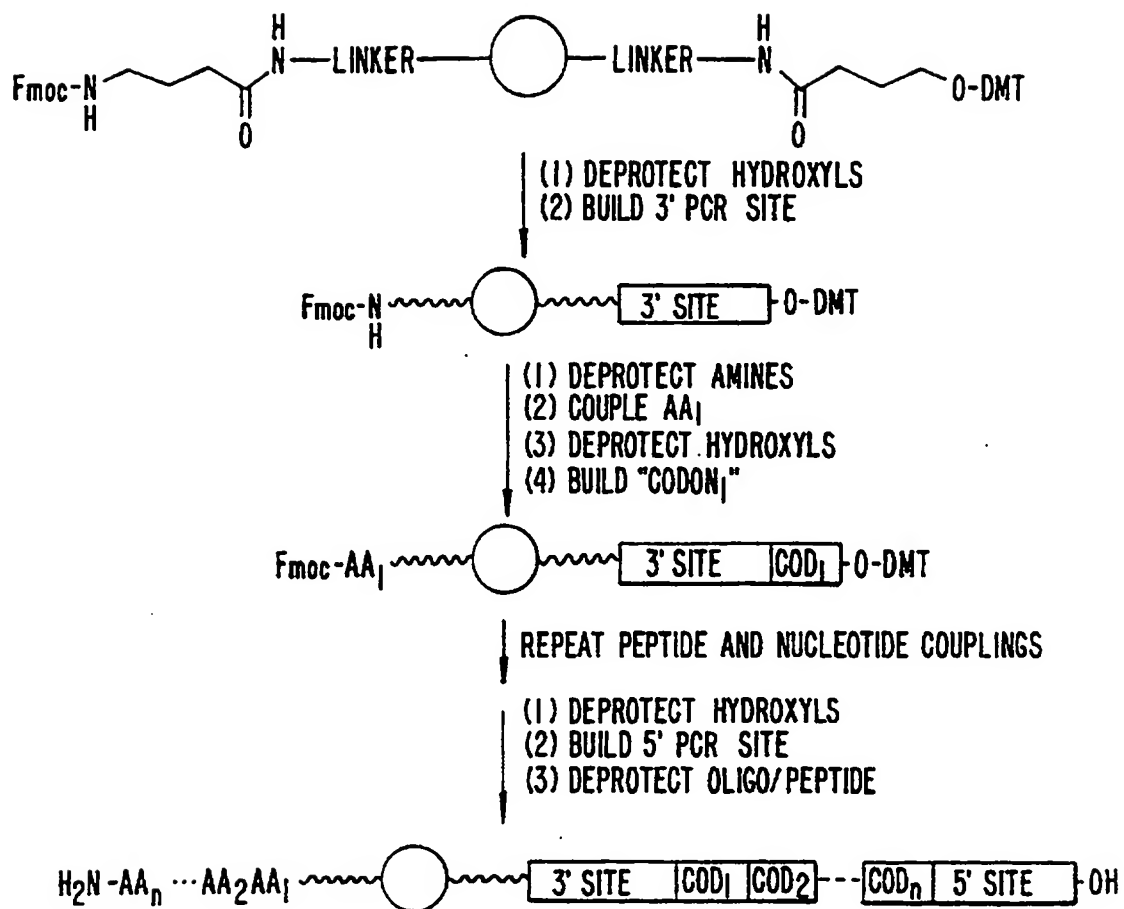 H H
Fmoc-N N—LINKER— —LINKER—N O-DMT
H O O
(1) DEPROTECT HYDROXYLS
(2) BUILD 3' PCR SITE
Fmoc-N 3' SITE -O-DMT
H
(1) DEPROTECT AMINES
(2) COUPLE AA₁
(3) DEPROTECT HYDROXYLS
(4) BUILD "CODON₁"
Fmoc-AA₁ 3' SITE COD₁ -O-DMT
REPEAT PEPTIDE AND NUCLEOTIDE COUPLINGS
(1) DEPROTECT HYDROXYLS
(2) BUILD 5' PCR SITE
(3) DEPROTECT OLIGO/PEPTIDE
H₂N-AAₙ ··· AA₂AA₁ 3' SITE COD₁ COD₂ --- CODₙ 5' SITE -OH